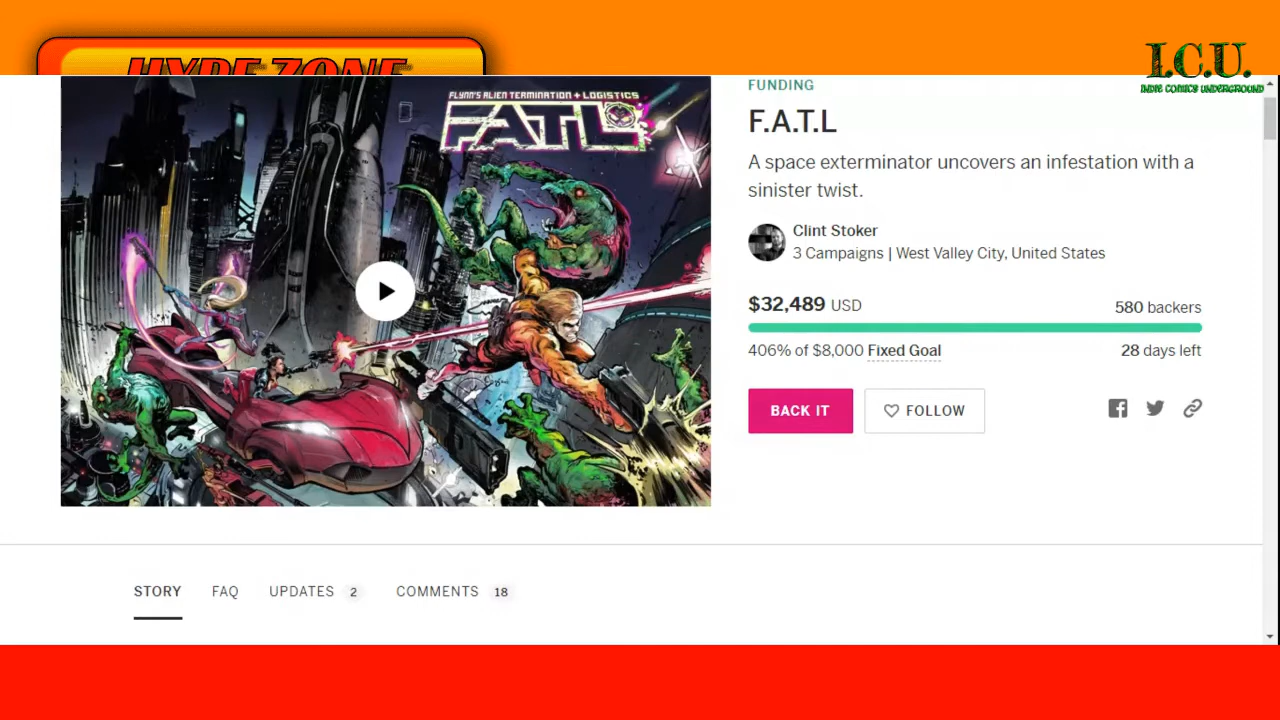 HYPE ZONE
I.C.U.
INDIE COMICS UNDERGROUND
FLYNN'S ALIEN TERMINATION + LOGISTICS
FATL
FUNDING
F.A.T.L
A space exterminator uncovers an infestation with a
sinister twist.
Clint Stoker
3 Campaigns | West Valley City, United States
$32,489 USD
580 backers
406% of $8,000 Fixed Goal
28 days left
BACK IT
FOLLOW
STORY
FAQ
UPDATES 2
COMMENTS 18